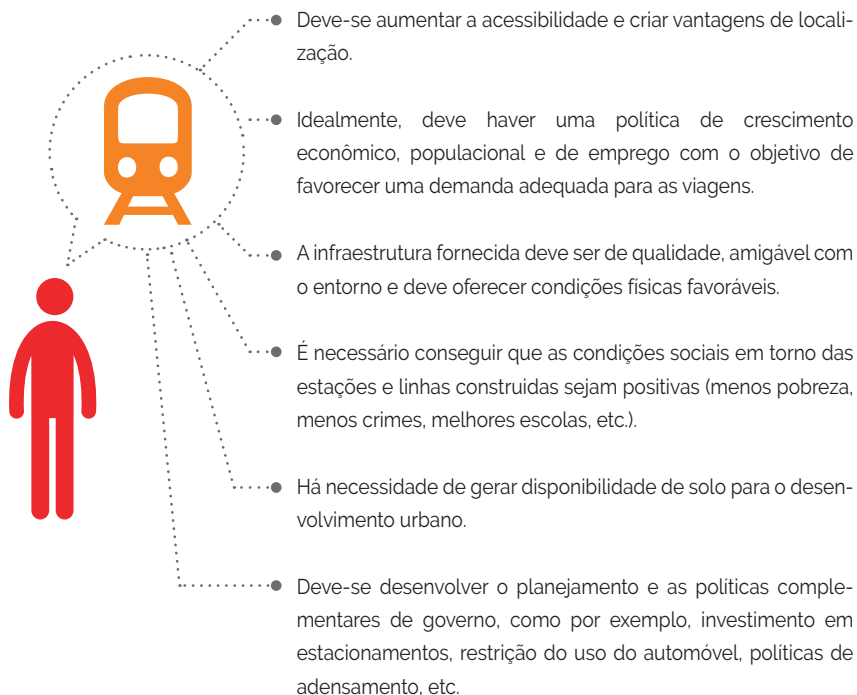 Deve-se aumentar a acessibilidade e criar vantagens de locali-
zação.
Idealmente, deve haver uma política de crescimento
econômico, populacional e de emprego com o objetivo de
favorecer uma demanda adequada para as viagens.
A infraestrutura fornecida deve ser de qualidade, amigável com
o entorno e deve oferecer condições físicas favoráveis.
É necessário conseguir que as condições sociais em torno das
estações e linhas construidas sejam positivas (menos pobreza,
menos crimes, melhores escolas, etc.).
Há necessidade de gerar disponibilidade de solo para o desen-
volvimento urbano.
Deve-se desenvolver o planejamento e as políticas comple-
mentares de governo, como por exemplo, investimento em
estacionamentos, restrição do uso do automóvel, políticas de
adensamento, etc.